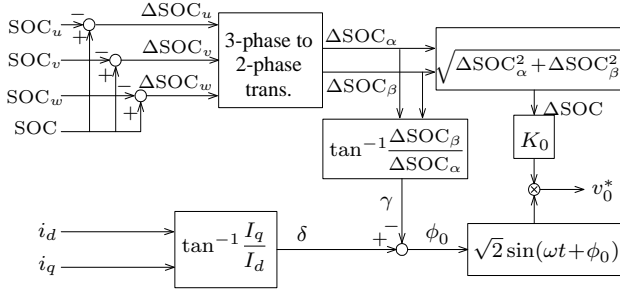 SOC_u − + ΔSOC_u
SOC_v − + ΔSOC_v
SOC_w − + ΔSOC_w
SOC
3-phase to
2-phase
trans.
ΔSOC_α
ΔSOC_β
√ΔSOC_α^2+ΔSOC_β^2
ΔSOC
K_0
tan^−1 ΔSOC_β/ΔSOC_α
v_0^*
γ
−
i_d
i_q
tan^−1 I_q/I_d
δ
+
ϕ_0
√2 sin(ωt+ϕ_0)